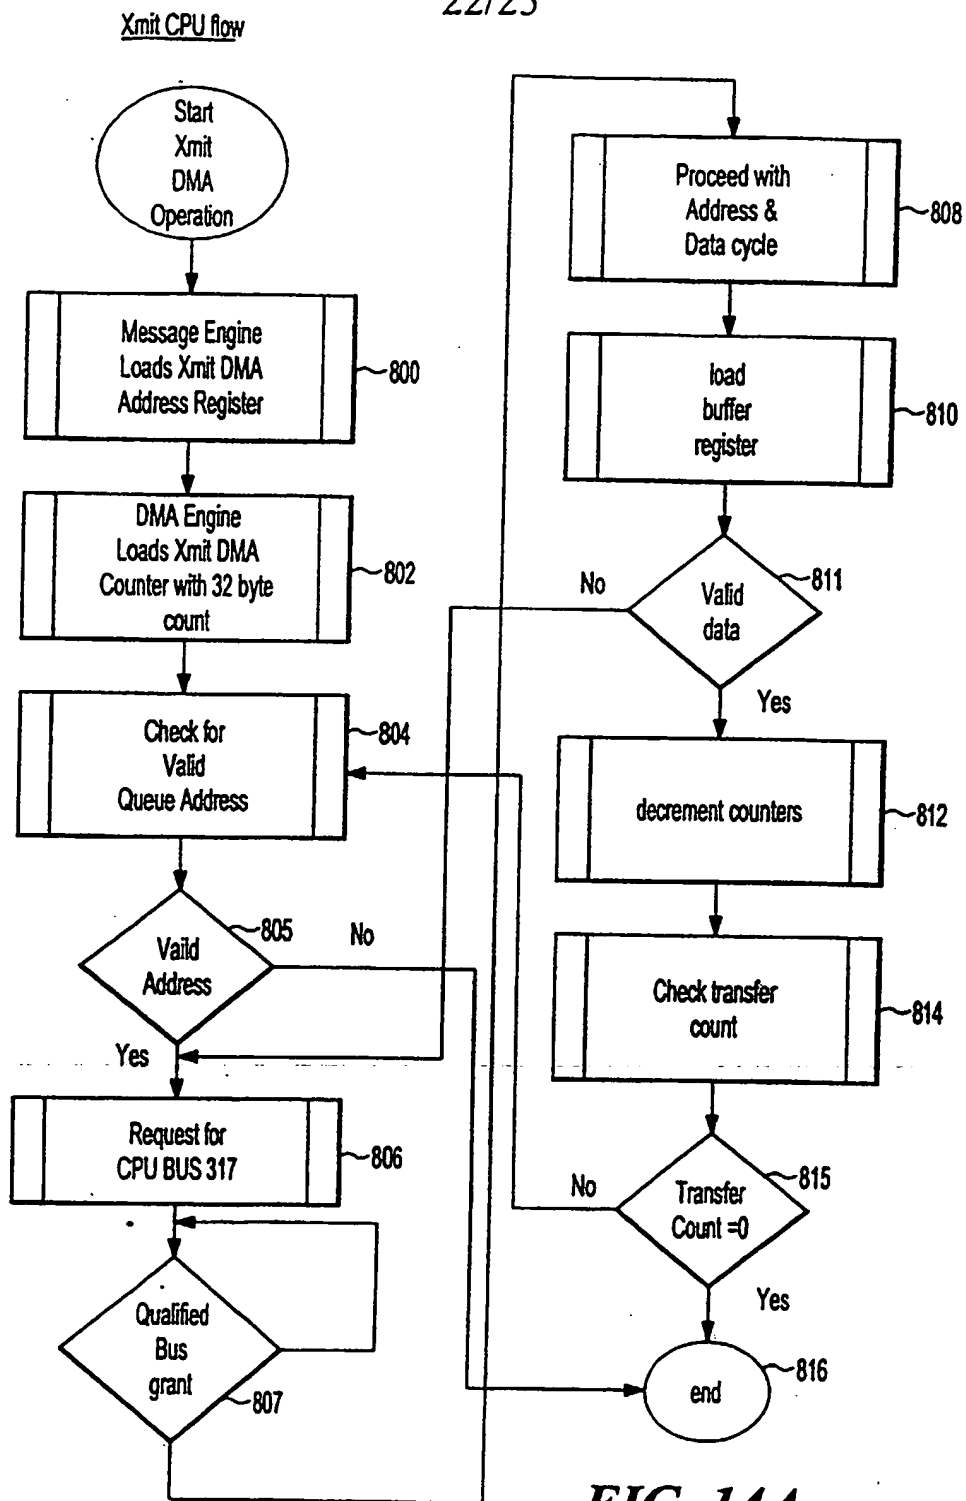 22/23
Xmit CPU flow
Start
Xmit
DMA
Operation
Message Engine
Loads Xmit DMA
Address Register
800
DMA Engine
Loads Xmit DMA
Counter with 32 byte
count
802
Check for
Valid
Queue Address
804
Vaild
Address
805
No
Yes
Request for
CPU BUS 317
806
Qualified
Bus
grant
807
Proceed with
Address &
Data cycle
808
load
buffer
register
810
Valid
data
811
No
Yes
decrement counters
812
Check transfer
count
814
Transfer
Count =0
815
No
Yes
end
816
FIG. 14A